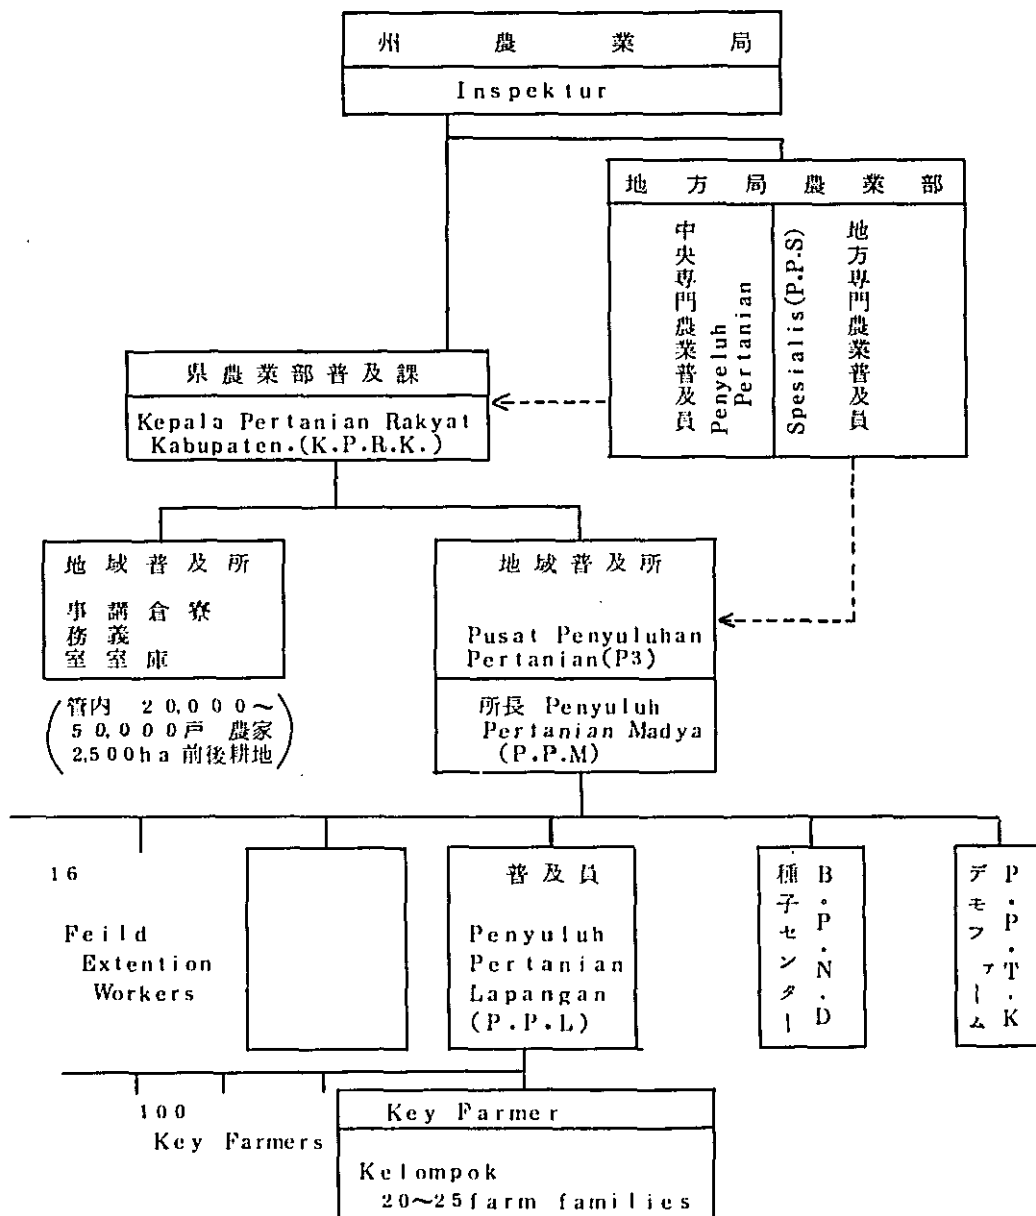 州農業局
Inspektur
地方局農業部
中央専門農業普及員
Penyeluh
Pertanian
Spesialis(P.P.S)
地方専門農業普及員
県農業部普及課
Kepala Pertanian Rakyat
Kabupaten.(K.P.R.K.)
地域普及所
事務室
講義室
倉庫
寮
(管内 20,000〜
50,000戸 農家
2,500ha 前後耕地)
地域普及所
Pusat Penyuluhan
Pertanian(P3)
所長 Penyuluh
Pertanian Madya
(P.P.M)
16
Feild
Extention
Workers
普及員
Penyuluh
Pertanian
Lapangan
(P.P.L)
B.P.N.D
種子センター
P.P.T.K
デモファーム
100
Key Farmers
Key Farmer
Kelompok
20〜25farm families